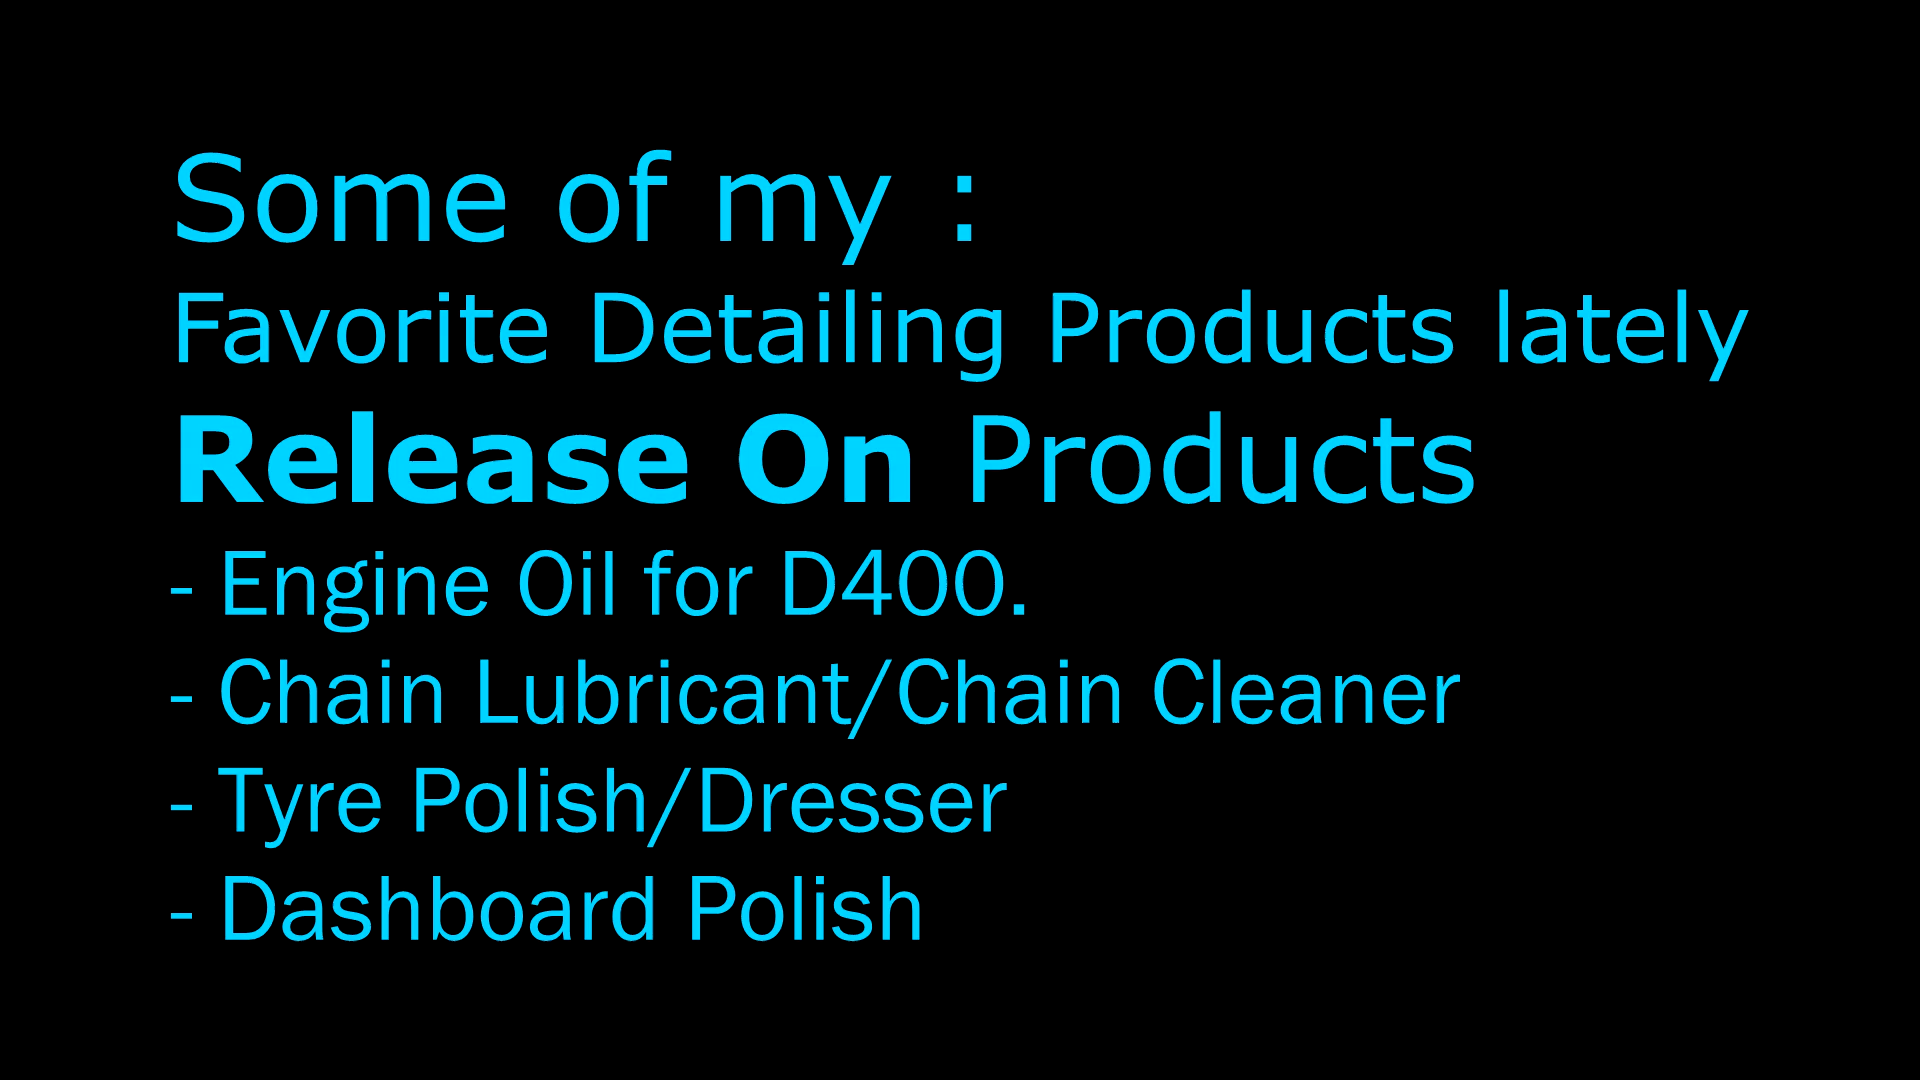 Some of my :
Favorite Detailing Products lately
Release On Products
- Engine Oil for D400.
- Chain Lubricant/Chain Cleaner
- Tyre Polish/Dresser
- Dashboard Polish